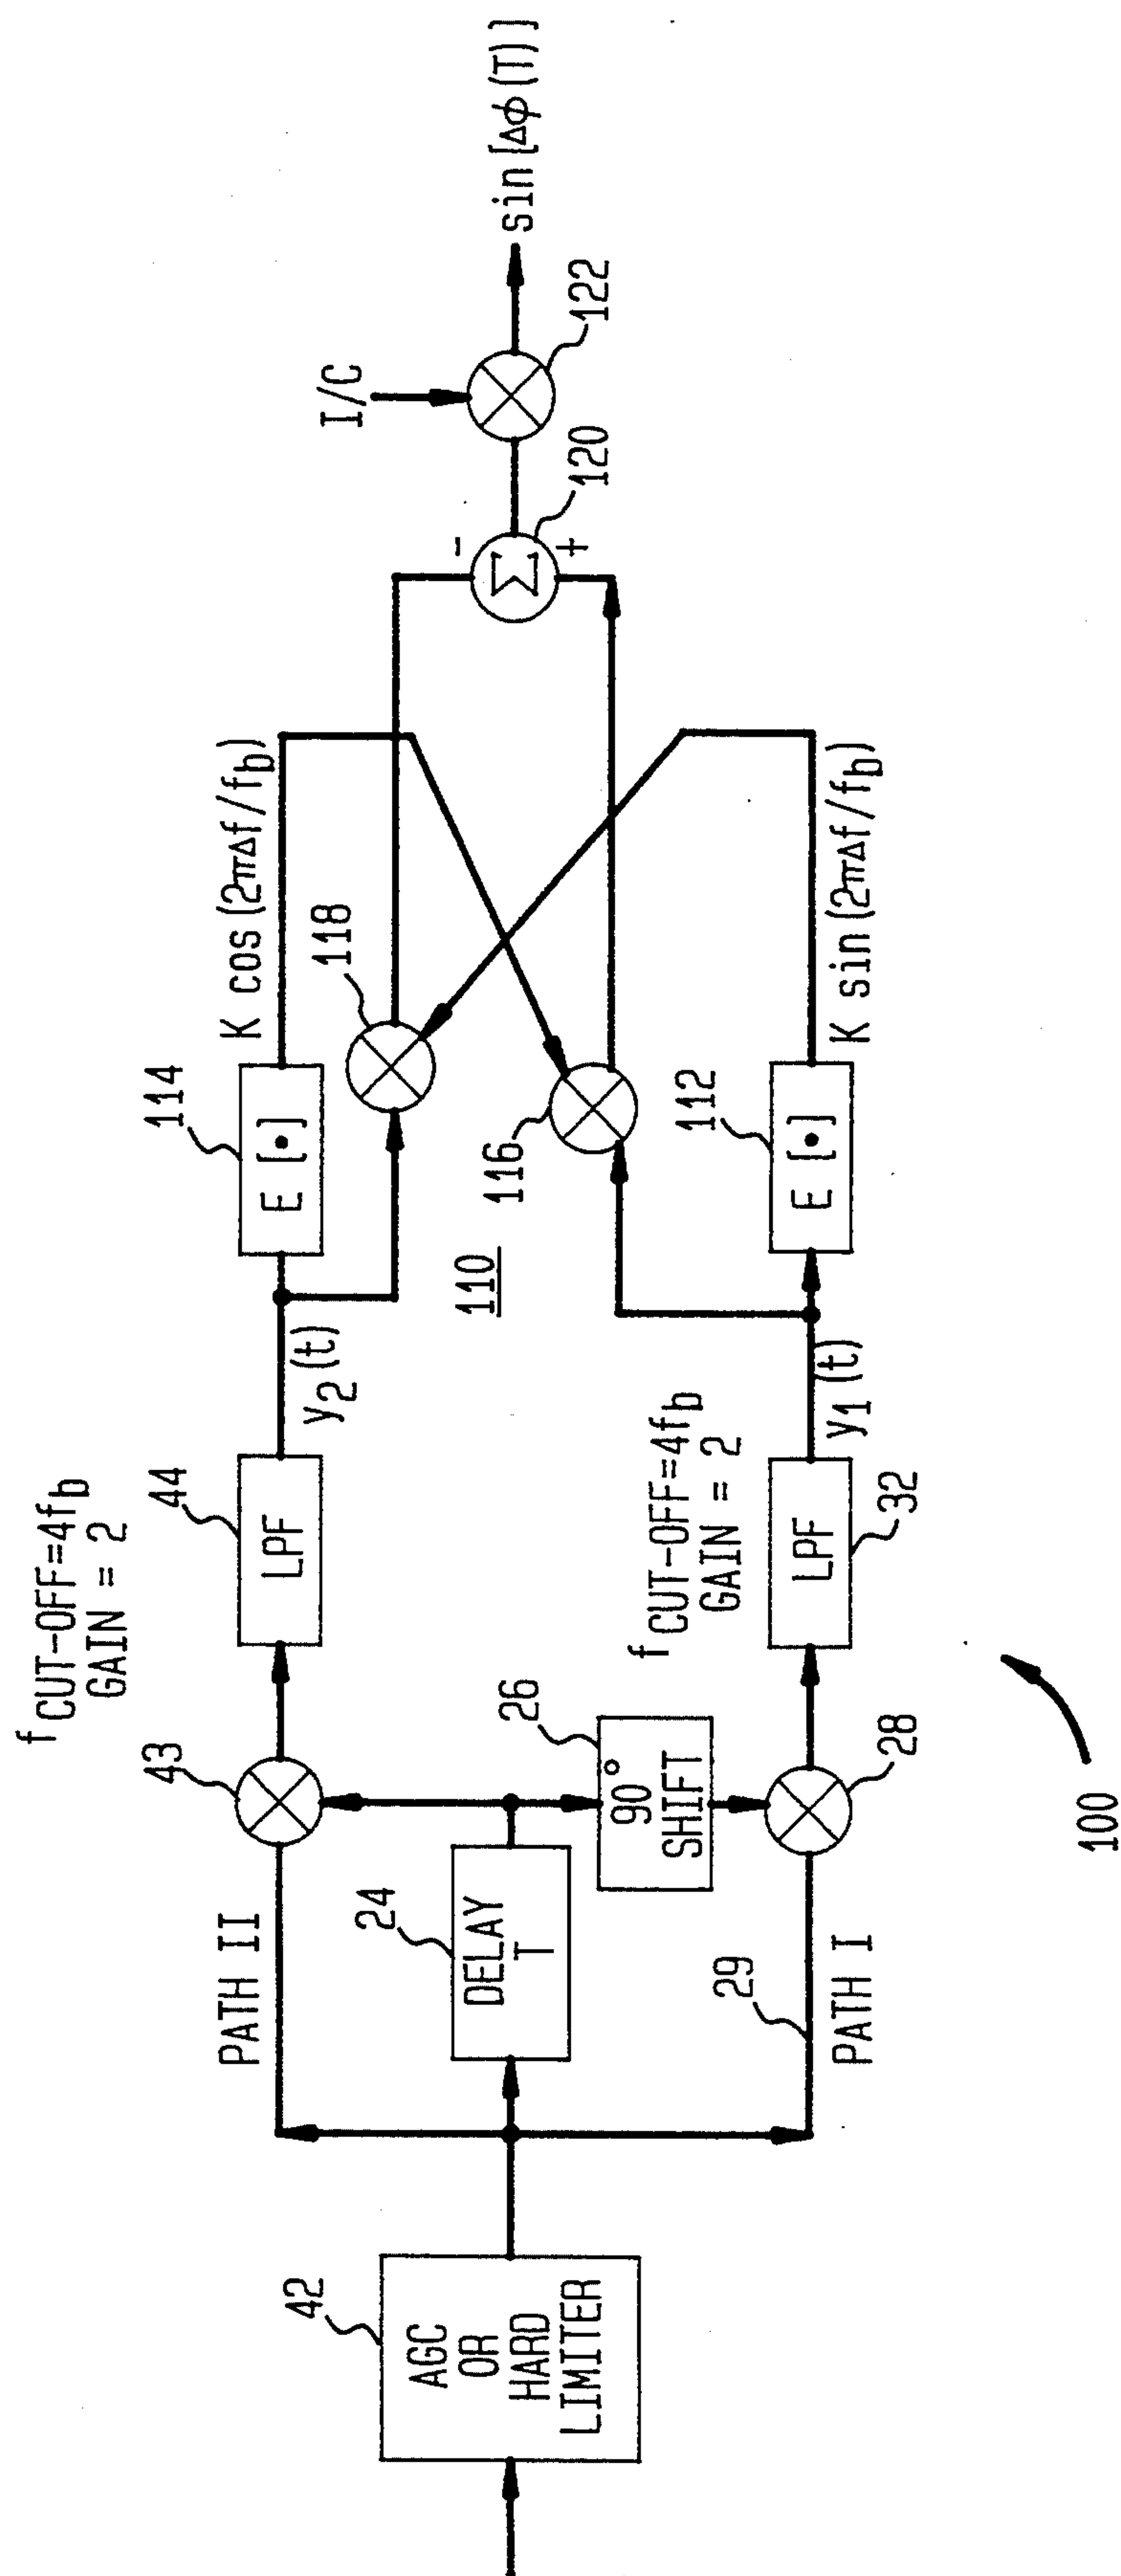 AGC
OR
HARD
LIMITER
42
PATH II
DELAY
T
24
29
PATH I
43
90° SHIFT
26
28
f CUT-OFF=4fb
GAIN = 2
LPF
44
f CUT-OFF=4fb
GAIN = 2
LPF
32
y2(t)
y1(t)
110
E [•]
114
E [•]
112
116
118
K cos(2πΔf/fb)
K sin(2πΔf/fb)
-
Σ
+
120
I/C
122
sin[Δϕ(T)]
100